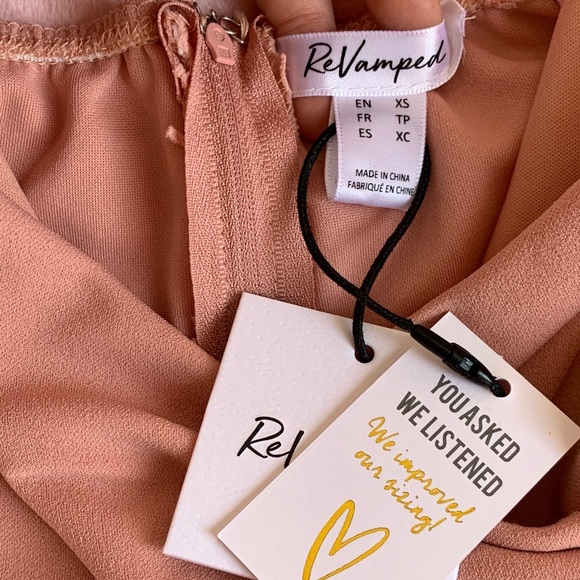 ReVamped
EN XS
FR TP
ES XC
MADE IN CHINA
FABRIQUÉ EN CHINE
YOU ASKED
WE LISTENED
We improved
our sizing!